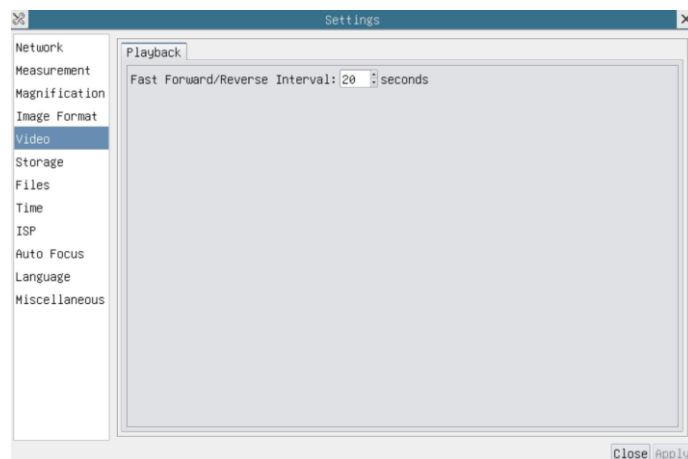 Settings
Network
Measurement
Magnification
Image Format
Video
Storage
Files
Time
ISP
Auto Focus
Language
Miscellaneous
Playback
Fast Forward/Reverse Interval: 20 seconds
Close Apply